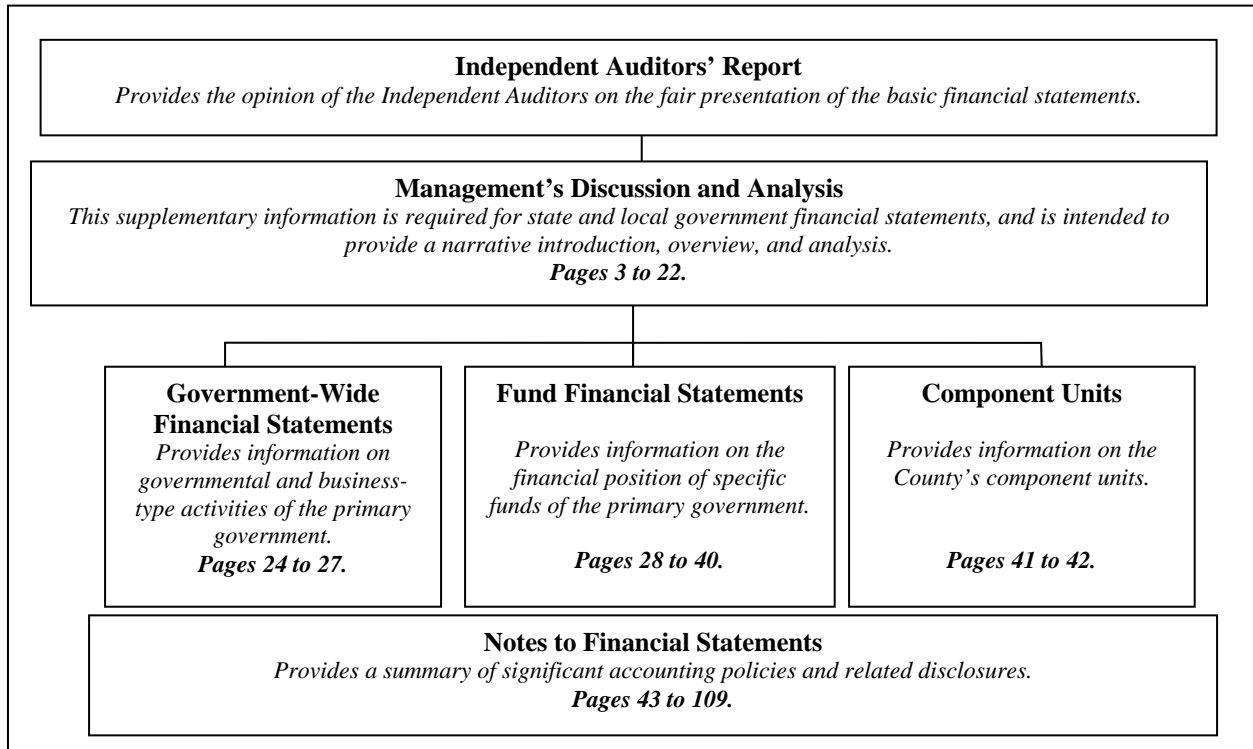 Independent Auditors’ Report
Provides the opinion of the Independent Auditors on the fair presentation of the basic financial statements.
Management’s Discussion and Analysis
This supplementary information is required for state and local government financial statements, and is intended to
provide a narrative introduction, overview, and analysis.
Pages 3 to 22.
Government-Wide
Financial Statements
Provides information on
governmental and business-
type activities of the primary
government.
Pages 24 to 27.
Fund Financial Statements
Provides information on the
financial position of specific
funds of the primary government.
Pages 28 to 40.
Component Units
Provides information on the
County’s component units.
Pages 41 to 42.
Notes to Financial Statements
Provides a summary of significant accounting policies and related disclosures.
Pages 43 to 109.